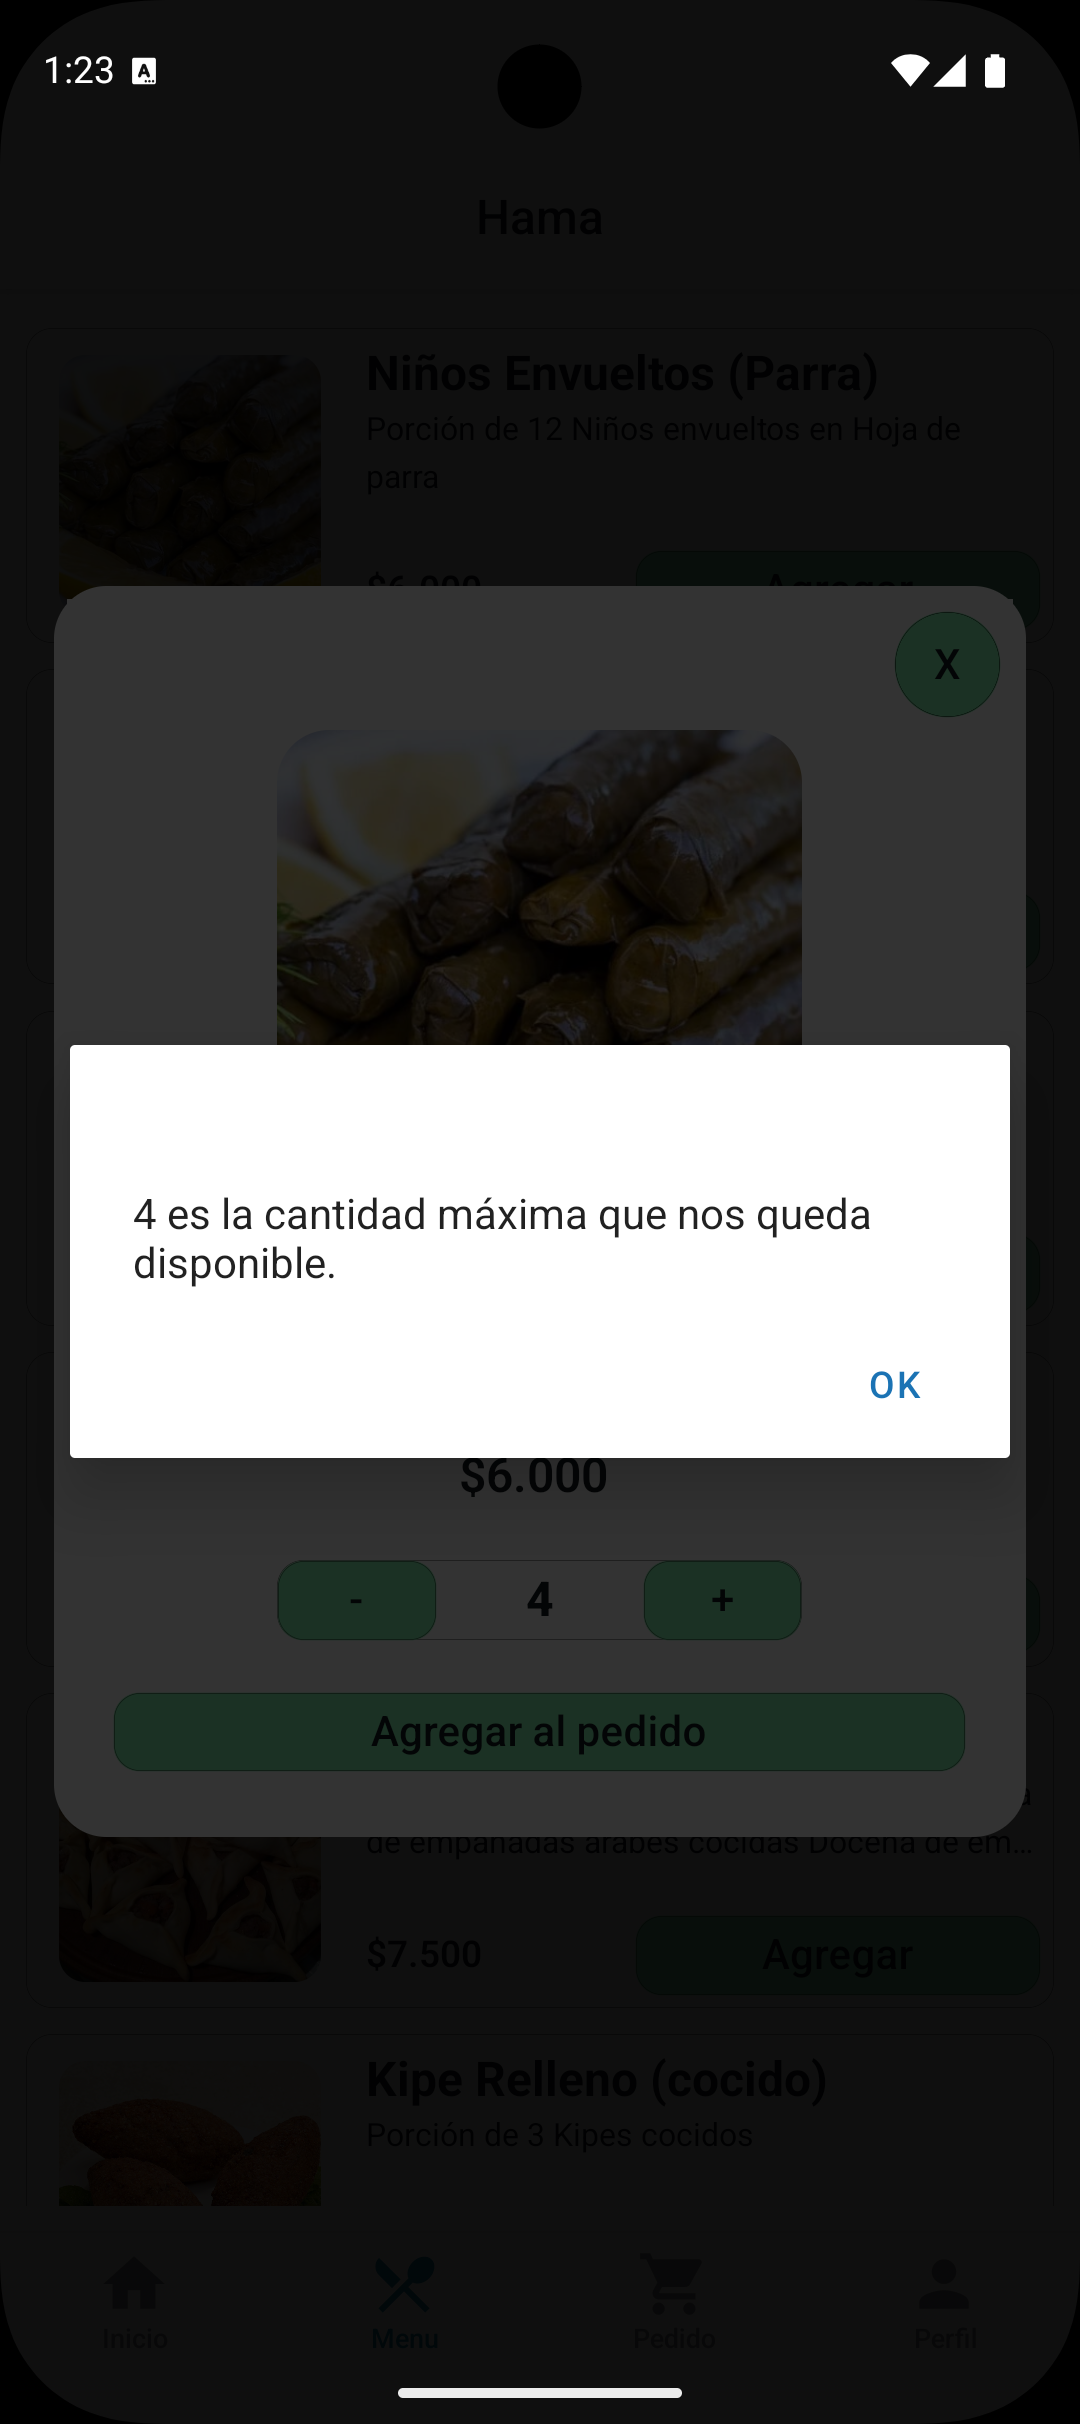 1:23
Hama
Niños Envueltos (Parra)
Porción de 12 Niños envueltos en Hoja de
parra
$6.000
Agregar
X
4 es la cantidad máxima que nos queda
disponible.
OK
$6.000
-
4
+
Agregar al pedido
de empanadas árabes cocidas Docena de em...
$7.500
Agregar
Kipe Relleno (cocido)
Porción de 3 Kipes cocidos
Inicio
Menu
Pedido
Perfil